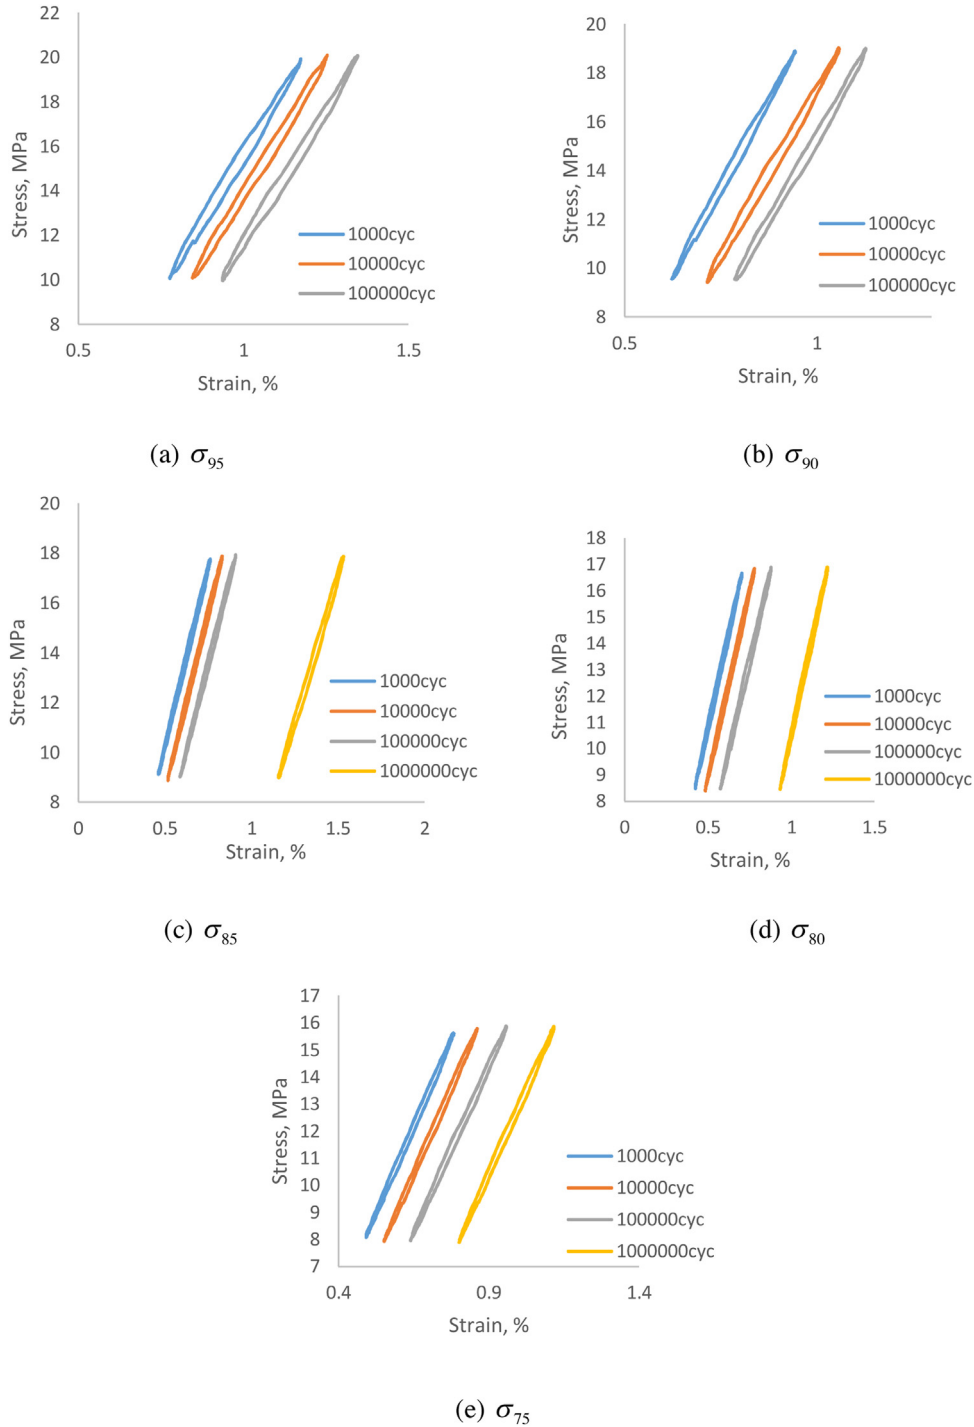 22
20
18
16
14
12
10
8
Stress, MPa
1000cyc
10000cyc
100000cyc
0.5 1 1.5
Strain, %
(a) σ95
20
18
16
14
12
10
8
Stress, MPa
1000cyc
10000cyc
100000cyc
0.5 1
Strain, %
(b) σ90
20
18
16
14
12
10
8
Stress, MPa
1000cyc
10000cyc
100000cyc
1000000cyc
0 0.5 1 1.5 2
Strain, %
(c) σ85
18
17
16
15
14
13
12
11
10
9
8
Stress, MPa
1000cyc
10000cyc
100000cyc
1000000cyc
0 0.5 1 1.5
Strain, %
(d) σ80
17
16
15
14
13
12
11
10
9
8
7
Stress, MPa
1000cyc
10000cyc
100000cyc
1000000cyc
0.4 0.9 1.4
Strain, %
(e) σ75